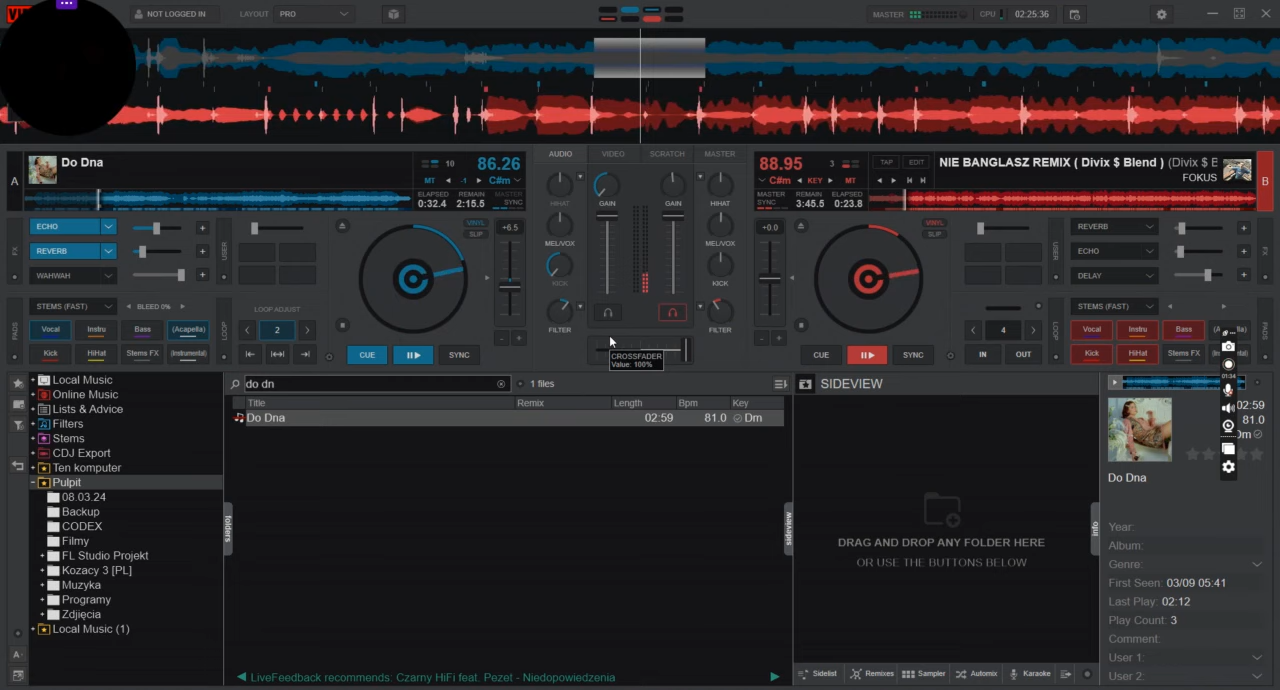 NOT LOGGED IN LAYOUT PRO MASTER CPU 02:25:36
A Do Dna 10 86.26
MT -1 C#m
ELAPSED REMAIN MASTER
0:32.4 2:15.5 SYNC
AUDIO VIDEO SCRATCH MASTER
88.95 3 TAP EDIT NIE BANGLASZ REMIX ( Divix $ Blend ) (Divix $ B
C#m KEY MT FOKUS B
MASTER REMAIN ELAPSED
SYNC 3:45.5 0:23.8
HIHAT GAIN GAIN HIHAT
MEL/VOX MEL/VOX
KICK KICK
FILTER FILTER
FX ECHO USER VINYL +6.5
REVERB SLIP
WAHWAH
STEMS (FAST) BLEED 0% LOOP ADJUST
PADS Vocal Instru Bass (Acapella) LOOP 2
Kick HiHat Stems FX (Instrumental) CUE SYNC
+0.0 VINYL USER REVERB FX
SLIP ECHO
DELAY
STEMS (FAST)
4 LOOP Vocal Instru Bass PADS
CUE SYNC IN OUT Kick HiHat Stems FX
CROSSFADER
Value: 100%
Local Music
Online Music
Lists & Advice
Filters
Stems
CDJ Export
Ten komputer
Pulpit
08.03.24
Backup
CODEX
Filmy
FL Studio Projekt
Kozacy 3 [PL]
Muzyka
Programy
Zdjęcia
Local Music (1)
folders
do dn 1 files
Title Remix Length Bpm Key
Do Dna 02:59 81.0 Dm
LiveFeedback recommends: Czarny HiFi feat. Pezet - Niedopowiedzenia
sideview
SIDEVIEW
DRAG AND DROP ANY FOLDER HERE
OR USE THE BUTTONS BELOW
Sidelist Remixes Sampler Automix Karaoke
info
01:34
02:59
81.0
Dm
Do Dna
Year:
Album:
Genre:
First Seen: 03/09 05:41
Last Play: 02:12
Play Count: 3
Comment:
User 1:
User 2: